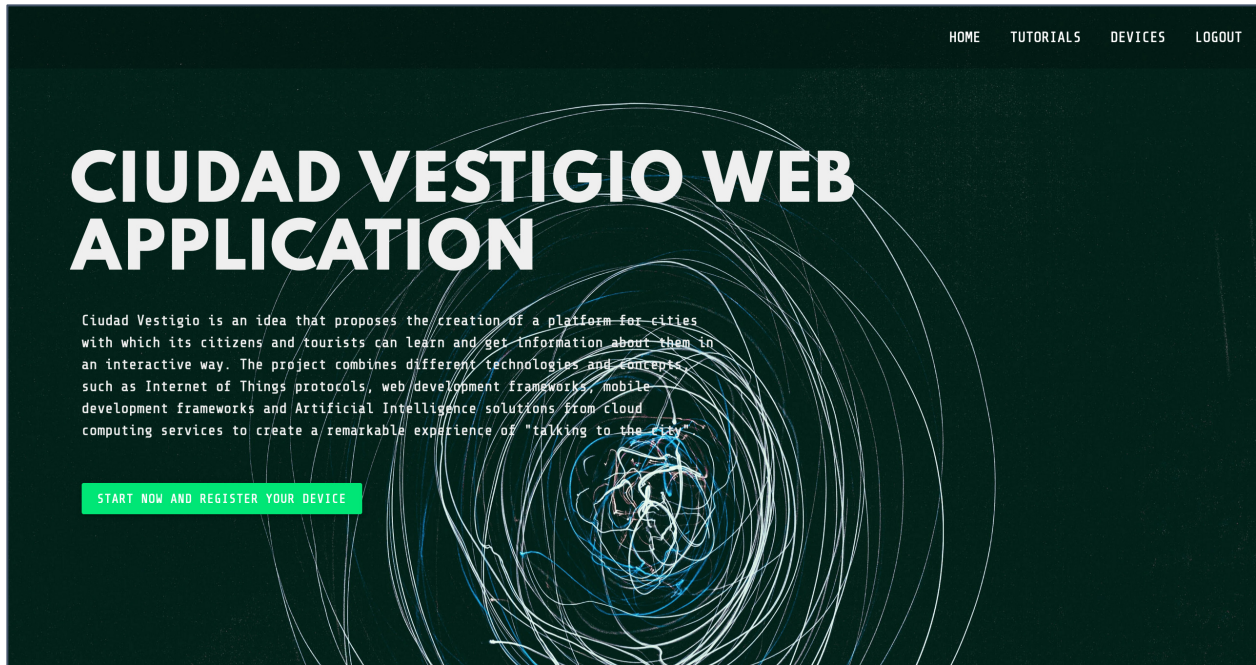 HOME TUTORIALS DEVICES LOGOUT
CIUDAD VESTIGIO WEB
APPLICATION
Ciudad Vestigio is an idea that proposes the creation of a platform for cities
with which its citizens and tourists can learn and get information about them in
an interactive way. The project combines different technologies and concepts,
such as Internet of Things protocols, web development frameworks, mobile
development frameworks and Artificial Intelligence solutions from cloud
computing services to create a remarkable experience of "talking to the city"
START NOW AND REGISTER YOUR DEVICE